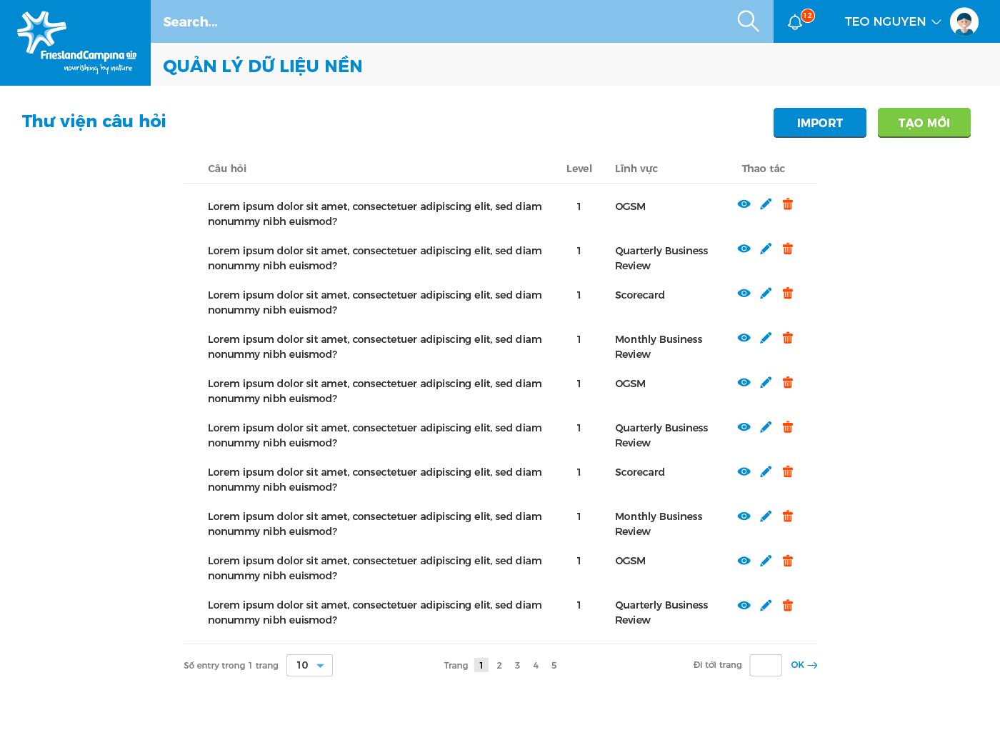 FrieslandCampina
nourishing by nature
Search...
12
TEO NGUYEN
QUẢN LÝ DỮ LIỆU NỀN
Thư viện câu hỏi
IMPORT
TẠO MỚI
Câu hỏi Level Lĩnh vực Thao tác
Lorem ipsum dolor sit amet, consectetuer adipiscing elit, sed diam 1 OGSM
nonummy nibh euismod?
Lorem ipsum dolor sit amet, consectetuer adipiscing elit, sed diam 1 Quarterly Business
nonummy nibh euismod? Review
Lorem ipsum dolor sit amet, consectetuer adipiscing elit, sed diam 1 Scorecard
nonummy nibh euismod?
Lorem ipsum dolor sit amet, consectetuer adipiscing elit, sed diam 1 Monthly Business
nonummy nibh euismod? Review
Lorem ipsum dolor sit amet, consectetuer adipiscing elit, sed diam 1 OGSM
nonummy nibh euismod?
Lorem ipsum dolor sit amet, consectetuer adipiscing elit, sed diam 1 Quarterly Business
nonummy nibh euismod? Review
Lorem ipsum dolor sit amet, consectetuer adipiscing elit, sed diam 1 Scorecard
nonummy nibh euismod?
Lorem ipsum dolor sit amet, consectetuer adipiscing elit, sed diam 1 Monthly Business
nonummy nibh euismod? Review
Lorem ipsum dolor sit amet, consectetuer adipiscing elit, sed diam 1 OGSM
nonummy nibh euismod?
Lorem ipsum dolor sit amet, consectetuer adipiscing elit, sed diam 1 Quarterly Business
nonummy nibh euismod? Review
Số entry trong 1 trang 10 Trang 1 2 3 4 5 Đi tới trang OK